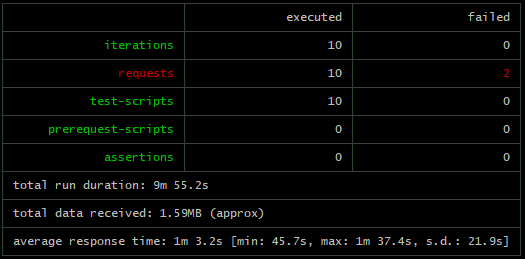 executed failed
iterations 10 0
requests 10 2
test-scripts 10 0
prerequest-scripts 0 0
assertions 0 0
total run duration: 9m 55.2s
total data received: 1.59MB (approx)
average response time: 1m 3.2s [min: 45.7s, max: 1m 37.4s, s.d.: 21.9s]